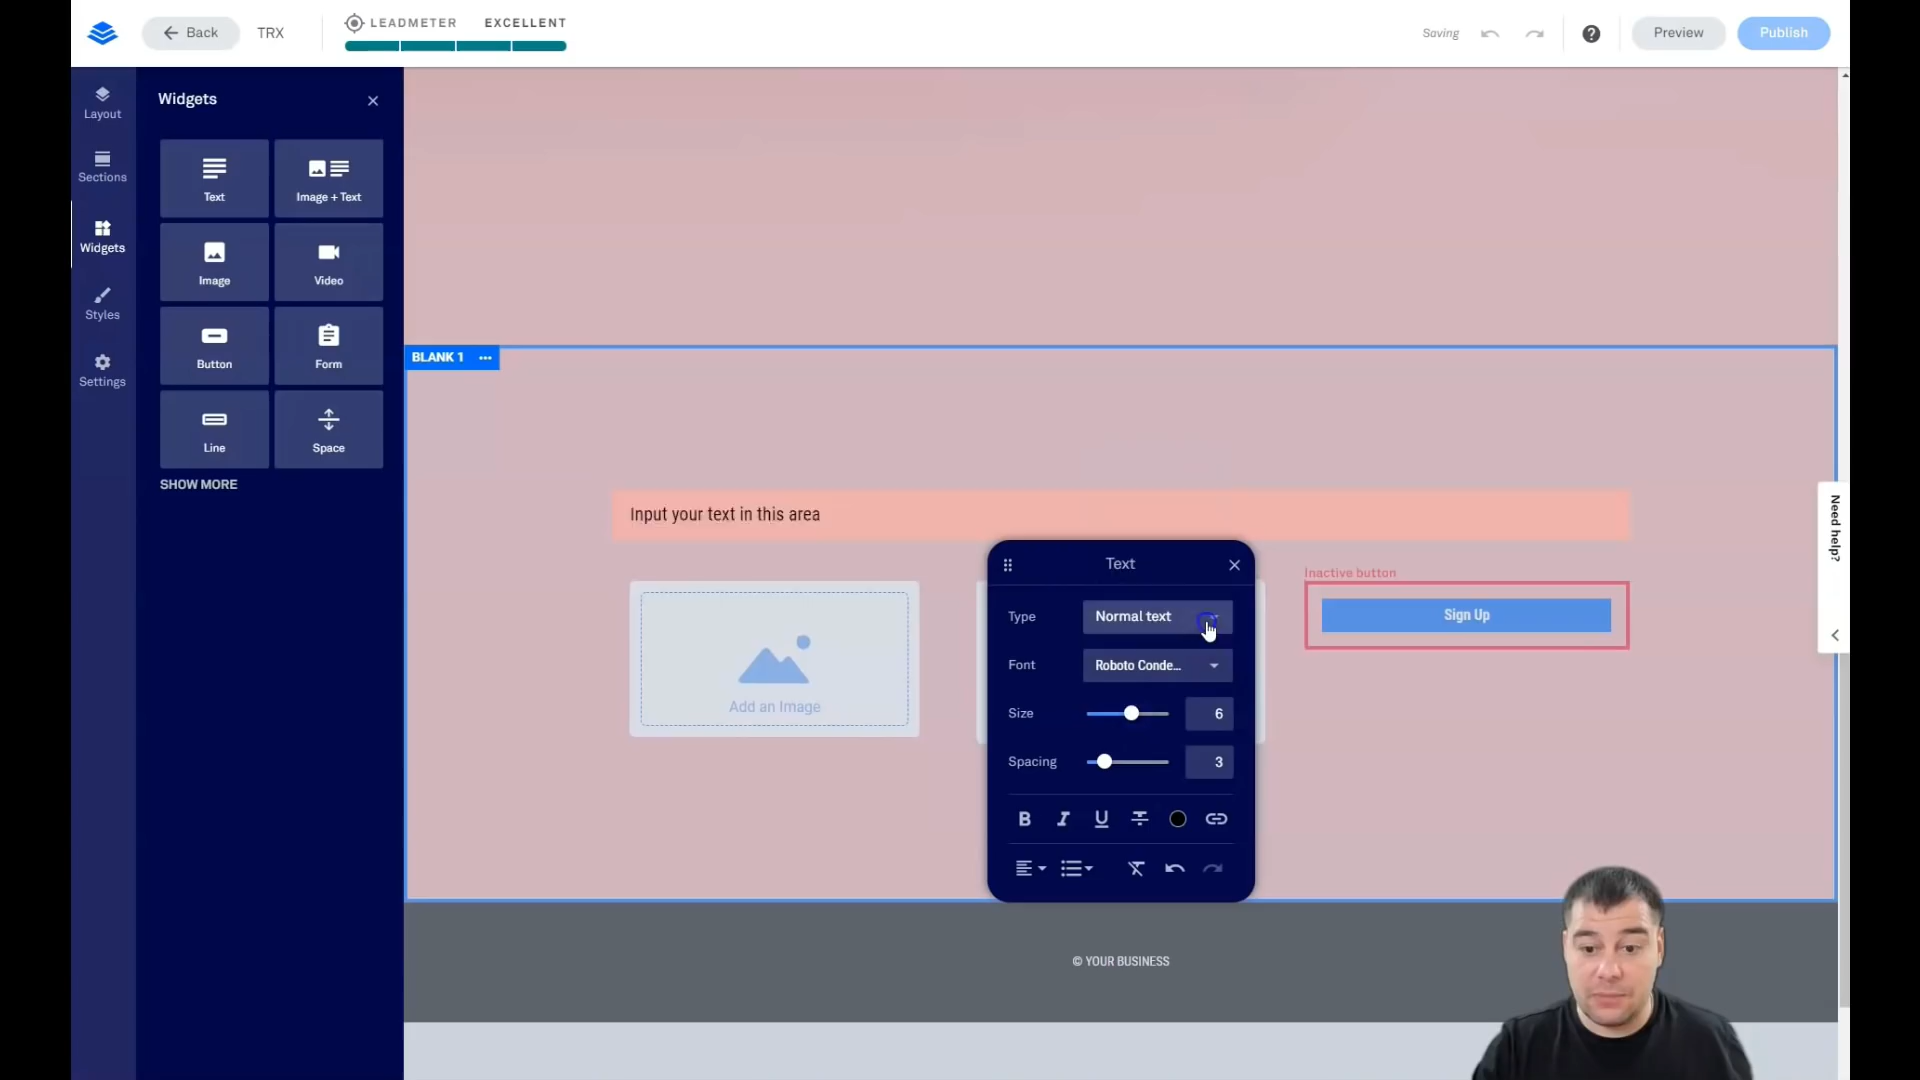 Back
TRX
LEADMETER EXCELLENT
Saving
Preview
Publish
Layout
Sections
Widgets
Styles
Settings
Widgets
Text
Image + Text
Image
Video
Button
Form
Line
Space
SHOW MORE
BLANK 1
Input your text in this area
Add an Image
Text
Type
Normal text
Font
Roboto Conde...
Size
6
Spacing
3
Inactive button
Sign Up
Need help?
© YOUR BUSINESS